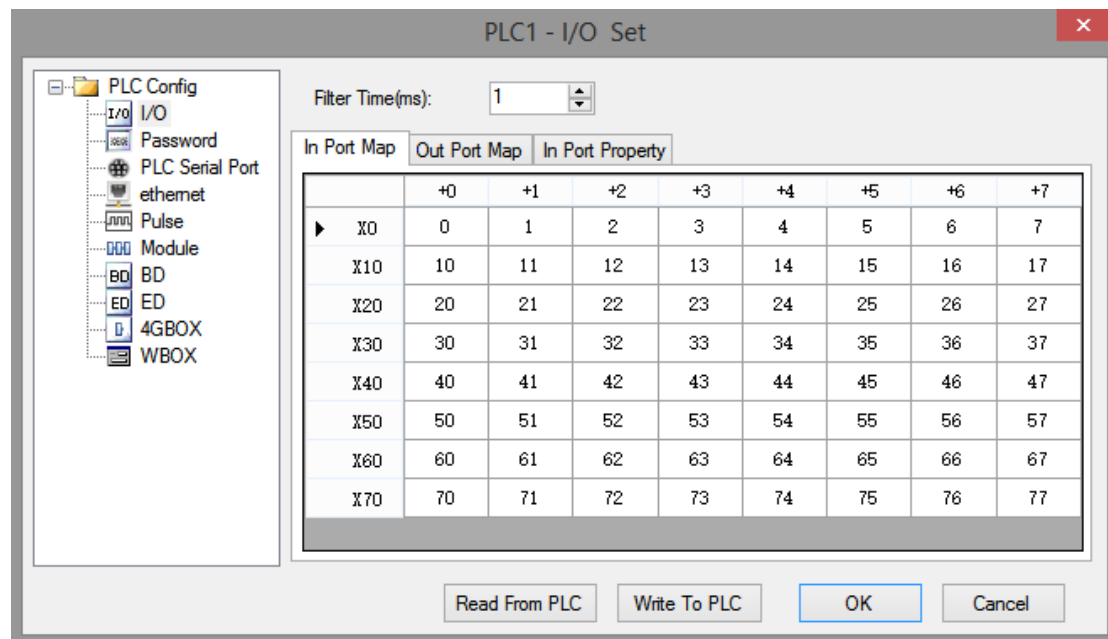 PLC1 - I/O Set
PLC Config
I/O I/O
Password
PLC Serial Port
ethernet
Pulse
Module
BD BD
ED ED
4GBOX
WBOX
Filter Time(ms): 1
In Port Map Out Port Map In Port Property
+0 +1 +2 +3 +4 +5 +6 +7
X0 0 1 2 3 4 5 6 7
X10 10 11 12 13 14 15 16 17
X20 20 21 22 23 24 25 26 27
X30 30 31 32 33 34 35 36 37
X40 40 41 42 43 44 45 46 47
X50 50 51 52 53 54 55 56 57
X60 60 61 62 63 64 65 66 67
X70 70 71 72 73 74 75 76 77
Read From PLC Write To PLC OK Cancel